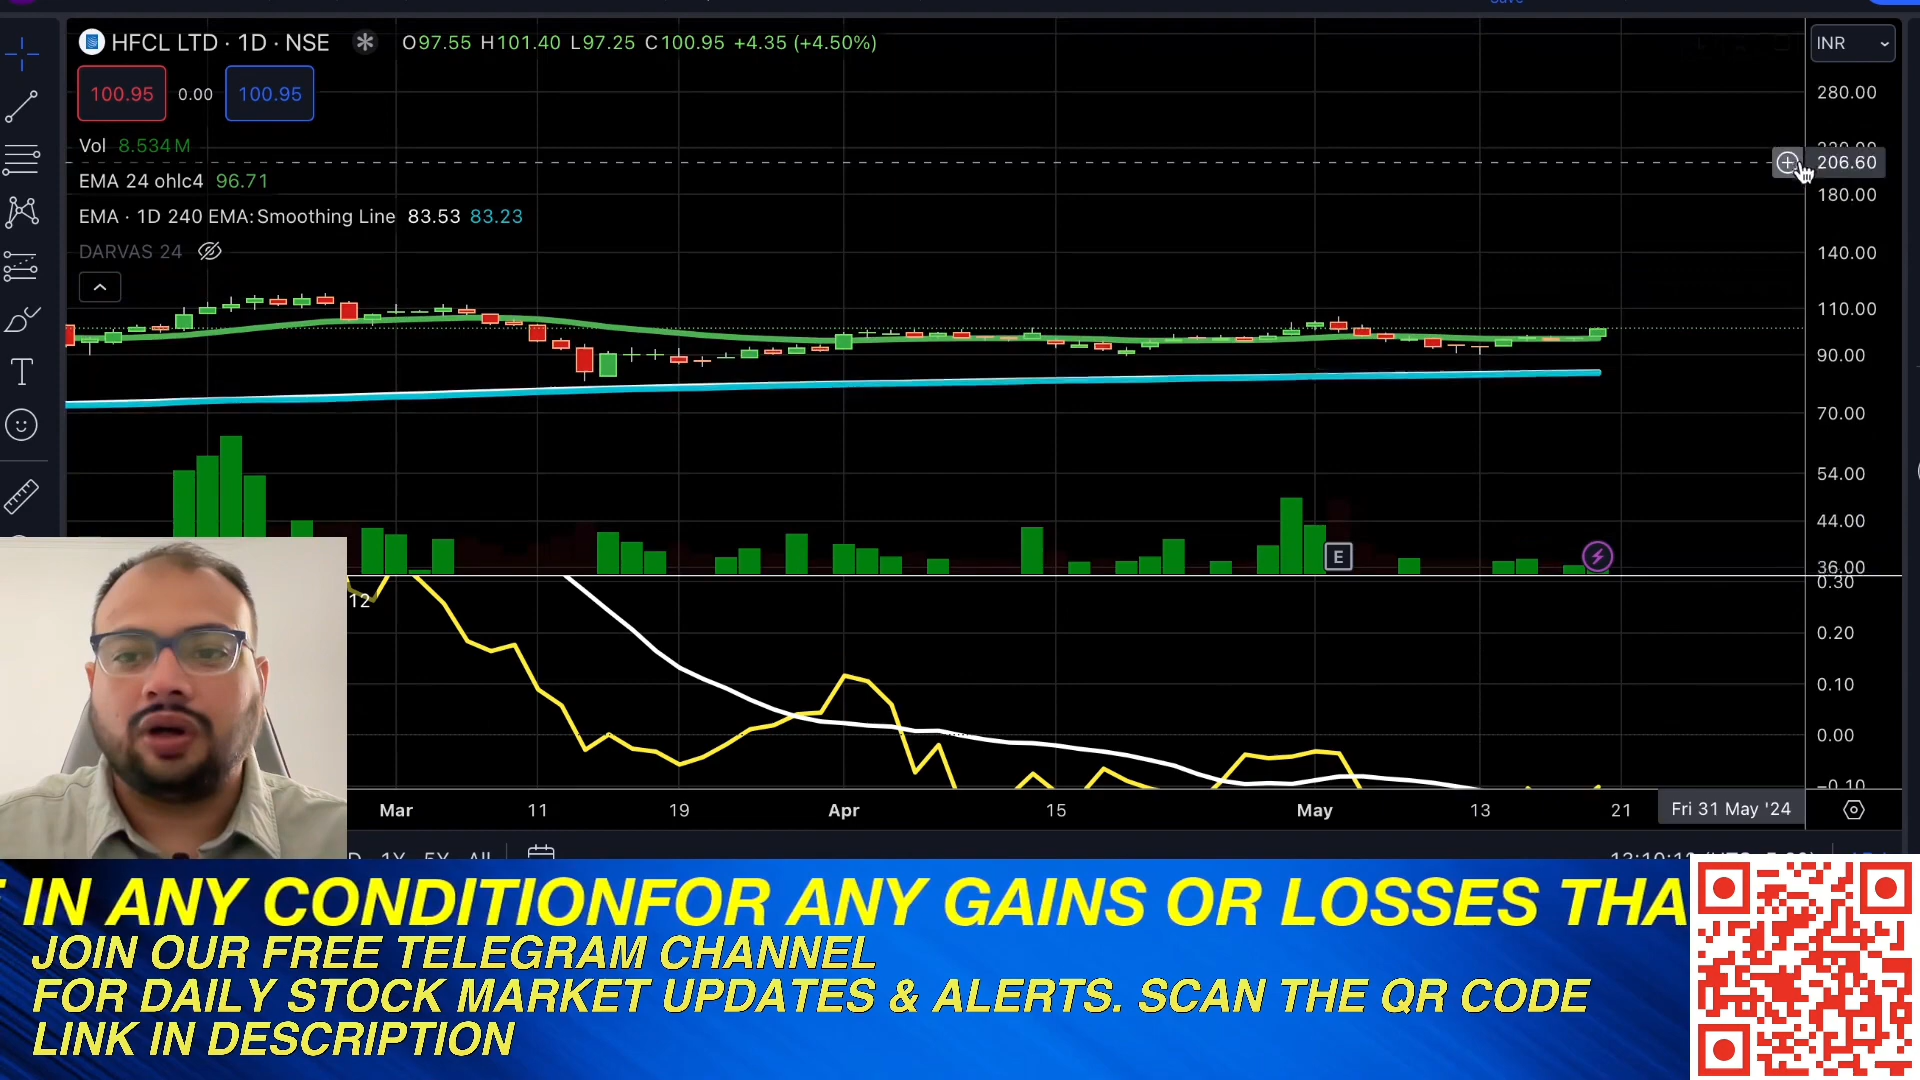 HFCL LTD · 1D · NSE O97.55 H101.40 L97.25 C100.95 +4.35 (+4.50%)
INR
100.95 0.00 100.95
280.00
Vol 8.534 M
206.60
EMA 24 ohlc4 96.71
180.00
EMA · 1D 240 EMA: Smoothing Line 83.53 83.23
DARVAS 24
140.00
110.00
90.00
70.00
54.00
44.00
E
36.00
0.30
12
0.20
0.10
0.00
−0.10
Mar 11 19 Apr 15 May 13 21 Fri 31 May '24
1Y 5Y All
IN ANY CONDITIONFOR ANY GAINS OR LOSSES THA
JOIN OUR FREE TELEGRAM CHANNEL
FOR DAILY STOCK MARKET UPDATES & ALERTS. SCAN THE QR CODE
LINK IN DESCRIPTION